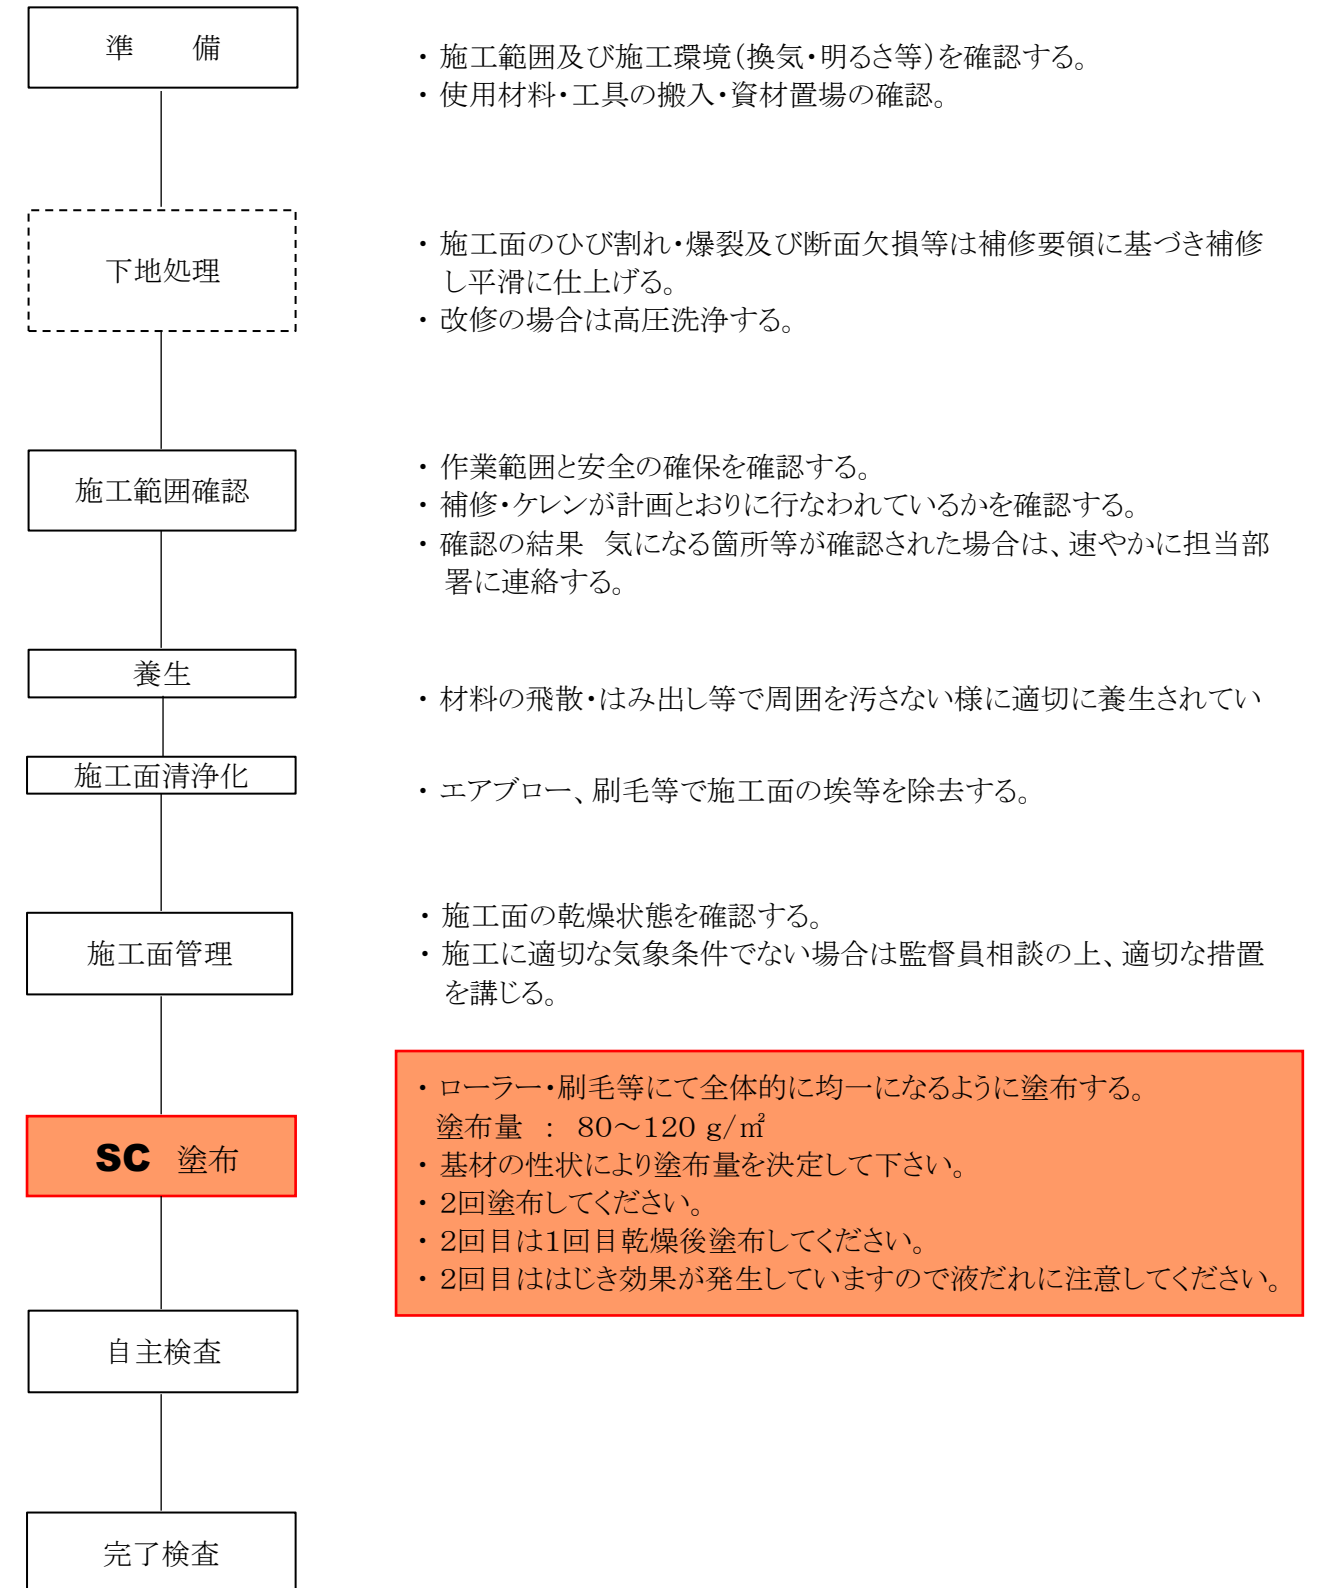 準　　備
・ 施工範囲及び施工環境(換気・明るさ等)を確認する。
・ 使用材料・工具の搬入・資材置場の確認。
下地処理
・ 施工面のひび割れ・爆裂及び断面欠損等は補修要領に基づき補修
し平滑に仕上げる。
・ 改修の場合は高圧洗浄する。
施工範囲確認
・ 作業範囲と安全の確保を確認する。
・ 補修・ケレンが計画とおりに行なわれているかを確認する。
・ 確認の結果　気になる箇所等が確認された場合は、速やかに担当部
署に連絡する。
養生
・ 材料の飛散・はみ出し等で周囲を汚さない様に適切に養生されてい
施工面清浄化
・ エアブロー、刷毛等で施工面の埃等を除去する。
施工面管理
・ 施工面の乾燥状態を確認する。
・ 施工に適切な気象条件でない場合は監督員相談の上、適切な措置
を講じる。
SC 塗布
・ ローラー・刷毛等にて全体的に均一になるように塗布する。
塗布量 ： 80～120 g/㎡
・ 基材の性状により塗布量を決定して下さい。
・ 2回塗布してください。
・ 2回目は1回目乾燥後塗布してください。
・ 2回目ははじき効果が発生していますので液だれに注意してください。
自主検査
完了検査